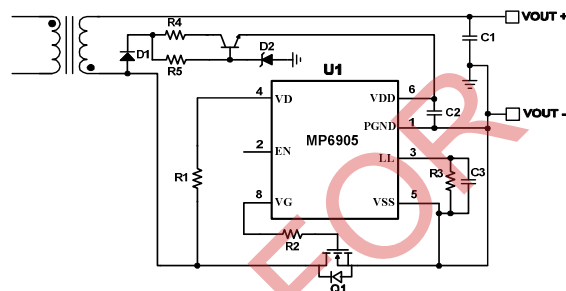 VOUT +
R4
D1
D2
C1
R5
U1
4 VD
VDD 6
C2
VOUT -
PGND 1
MP6905
2 EN
LL 3
R1
R3
C3
8 VG
VSS 5
R2
Q1
FOR